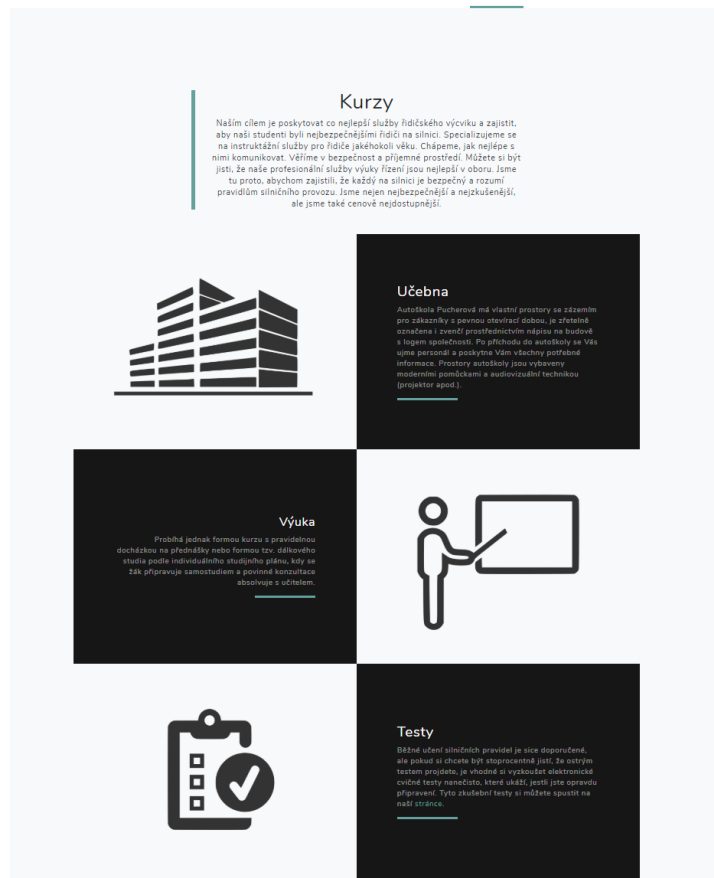 Kurzy
Naším cílem je poskytovat co nejlepší služby řidičského výcviku a zajistit,
aby naši studenti byli nejbezpečnějšími řidiči na silnici. Specializujeme se
na instruktážní služby pro řidiče jakéhokoli věku. Chápeme, jak nejlépe s
nimi komunikovat. Věříme v bezpečnost a příjemné prostředí. Můžete si být
jisti, že naše profesionální služby výuky řízení jsou nejlepší v oboru. Jsme
tu proto, abychom zajistili, že každý na silnici je bezpečný a rozumí
pravidlům silničního provozu. Jsme nejen nejbezpečnější a nejzkušenější,
ale jsme také cenově nejdostupnější.
Učebna
Autoškola Pucherová má vlastní prostory se zázemím
pro zákazníky s pevnou otevírací dobou, je zřetelně
označena i zvenčí prostřednictvím nápisu na budově
s logem společnosti. Po příchodu do autoškoly se Vás
ujme personál a poskytne Vám všechny potřebné
informace. Prostory autoškoly jsou vybaveny
moderními pomůckami a audiovizuální technikou
(projektor apod.).
Výuka
Probíhá jednak formou kurzu s pravidelnou
docházkou na přednášky nebo formou tzv. dálkového
studia podle individuálního studijního plánu, kdy se
žák připravuje samostudiem a povinné konzultace
absolvuje s učitelem.
Testy
Běžné učení silničních pravidel je sice doporučené,
ale pokud si chcete být stoprocentně jistí, že ostrým
testem projdete, je vhodné si vyzkoušet elektronické
cvičné testy nanečisto, které ukáží, jestli jste opravdu
připravení. Tyto zkušební testy si můžete spustit na
naší stránce.